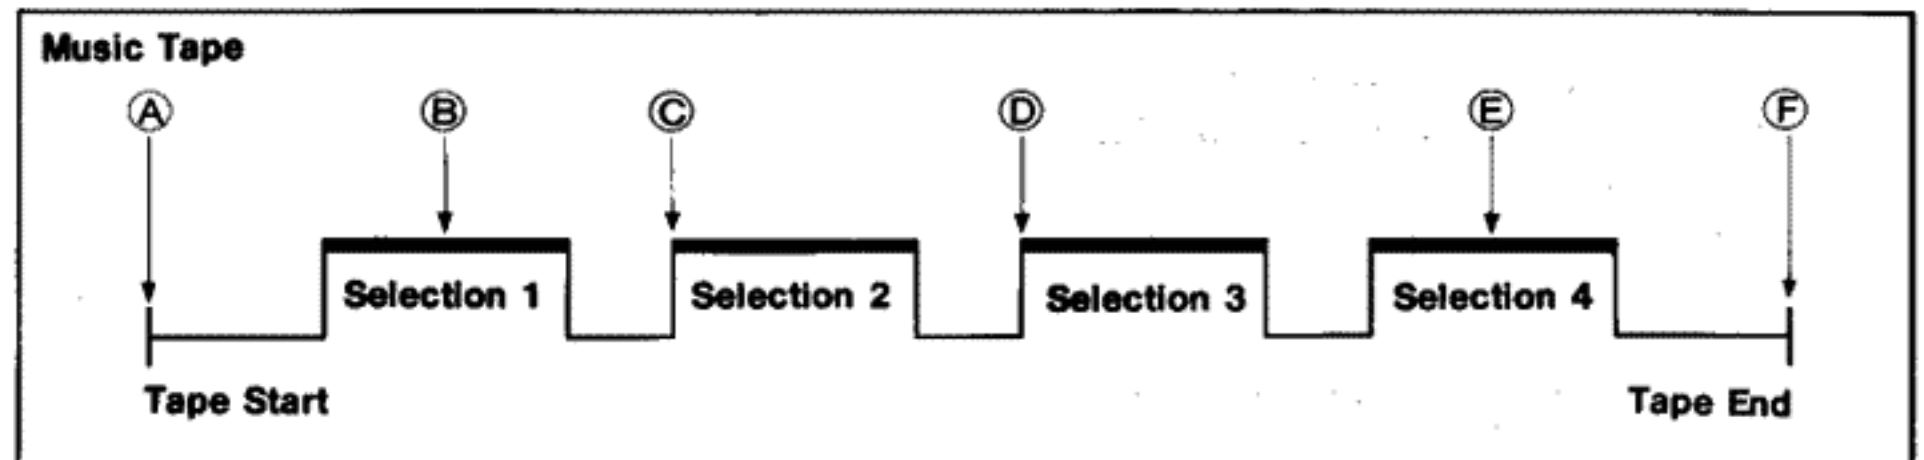 Music Tape
Ⓐ Ⓑ Ⓒ Ⓓ Ⓔ Ⓕ
Selection 1 Selection 2 Selection 3 Selection 4
Tape Start Tape End